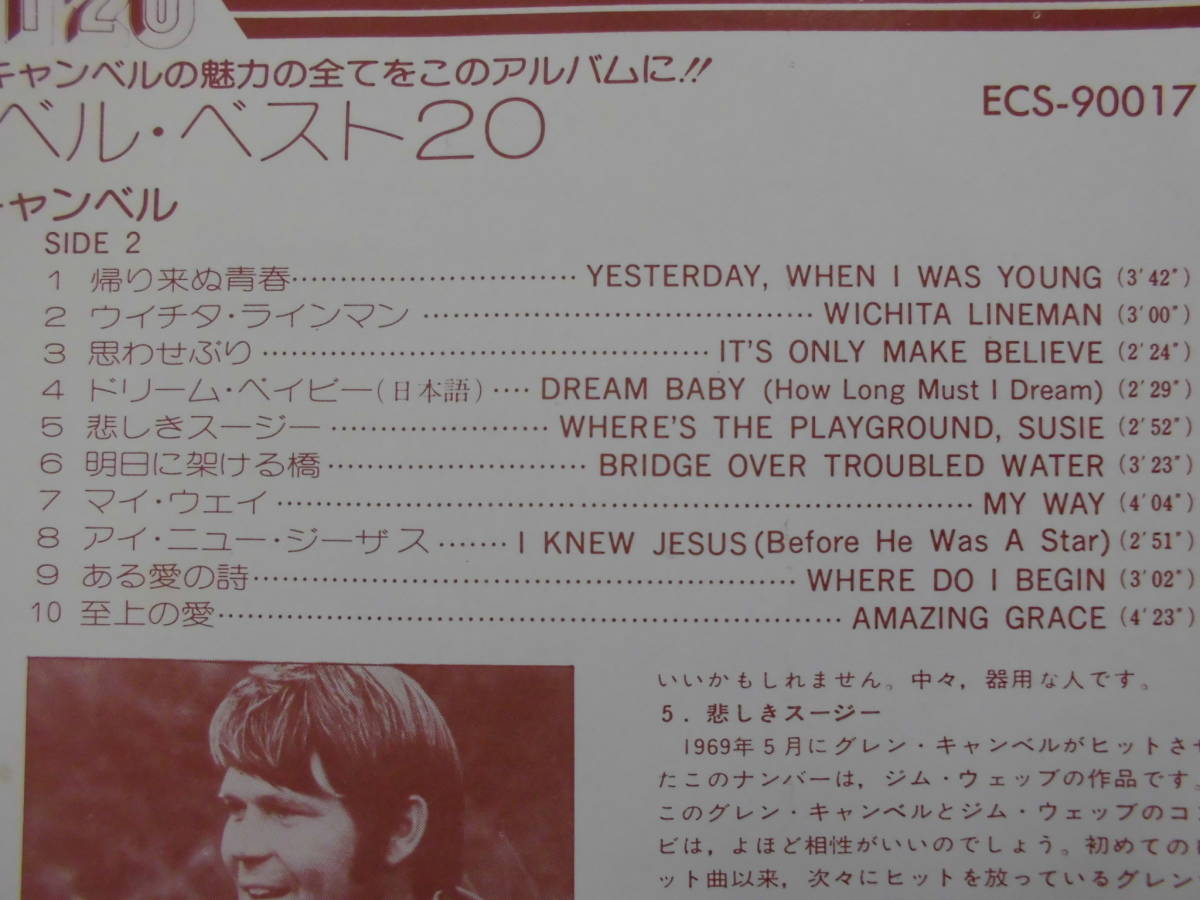 T20
キャンベルの魅力の全てをこのアルバムに!!
ベル・ベスト20
ECS-90017
キャンベル
SIDE 2
1 帰り来ぬ青春 YESTERDAY, WHEN I WAS YOUNG (3′42″)
2 ウイチタ・ラインマン WICHITA LINEMAN (3′00″)
3 思わせぶり IT'S ONLY MAKE BELIEVE (2′24″)
4 ドリーム・ベイビー(日本語) DREAM BABY (How Long Must I Dream) (2′29″)
5 悲しきスージー WHERE'S THE PLAYGROUND, SUSIE (2′52″)
6 明日に架ける橋 BRIDGE OVER TROUBLED WATER (3′23″)
7 マイ・ウェイ MY WAY (4′04″)
8 アイ・ニュー・ジーザス I KNEW JESUS (Before He Was A Star) (2′51″)
9 ある愛の詩 WHERE DO I BEGIN (3′02″)
10 至上の愛 AMAZING GRACE (4′23″)
いいかもしれません。中々，器用な人です。
5．悲しきスージー
1969年5月にグレン・キャンベルがヒットさせ
たこのナンバーは，ジム・ウェッブの作品です。
このグレン・キャンベルとジム・ウェッブのコン
ビは，よほど相性がいいのでしょう。初めてのヒ
ット曲以来，次々にヒットを放っているグレン